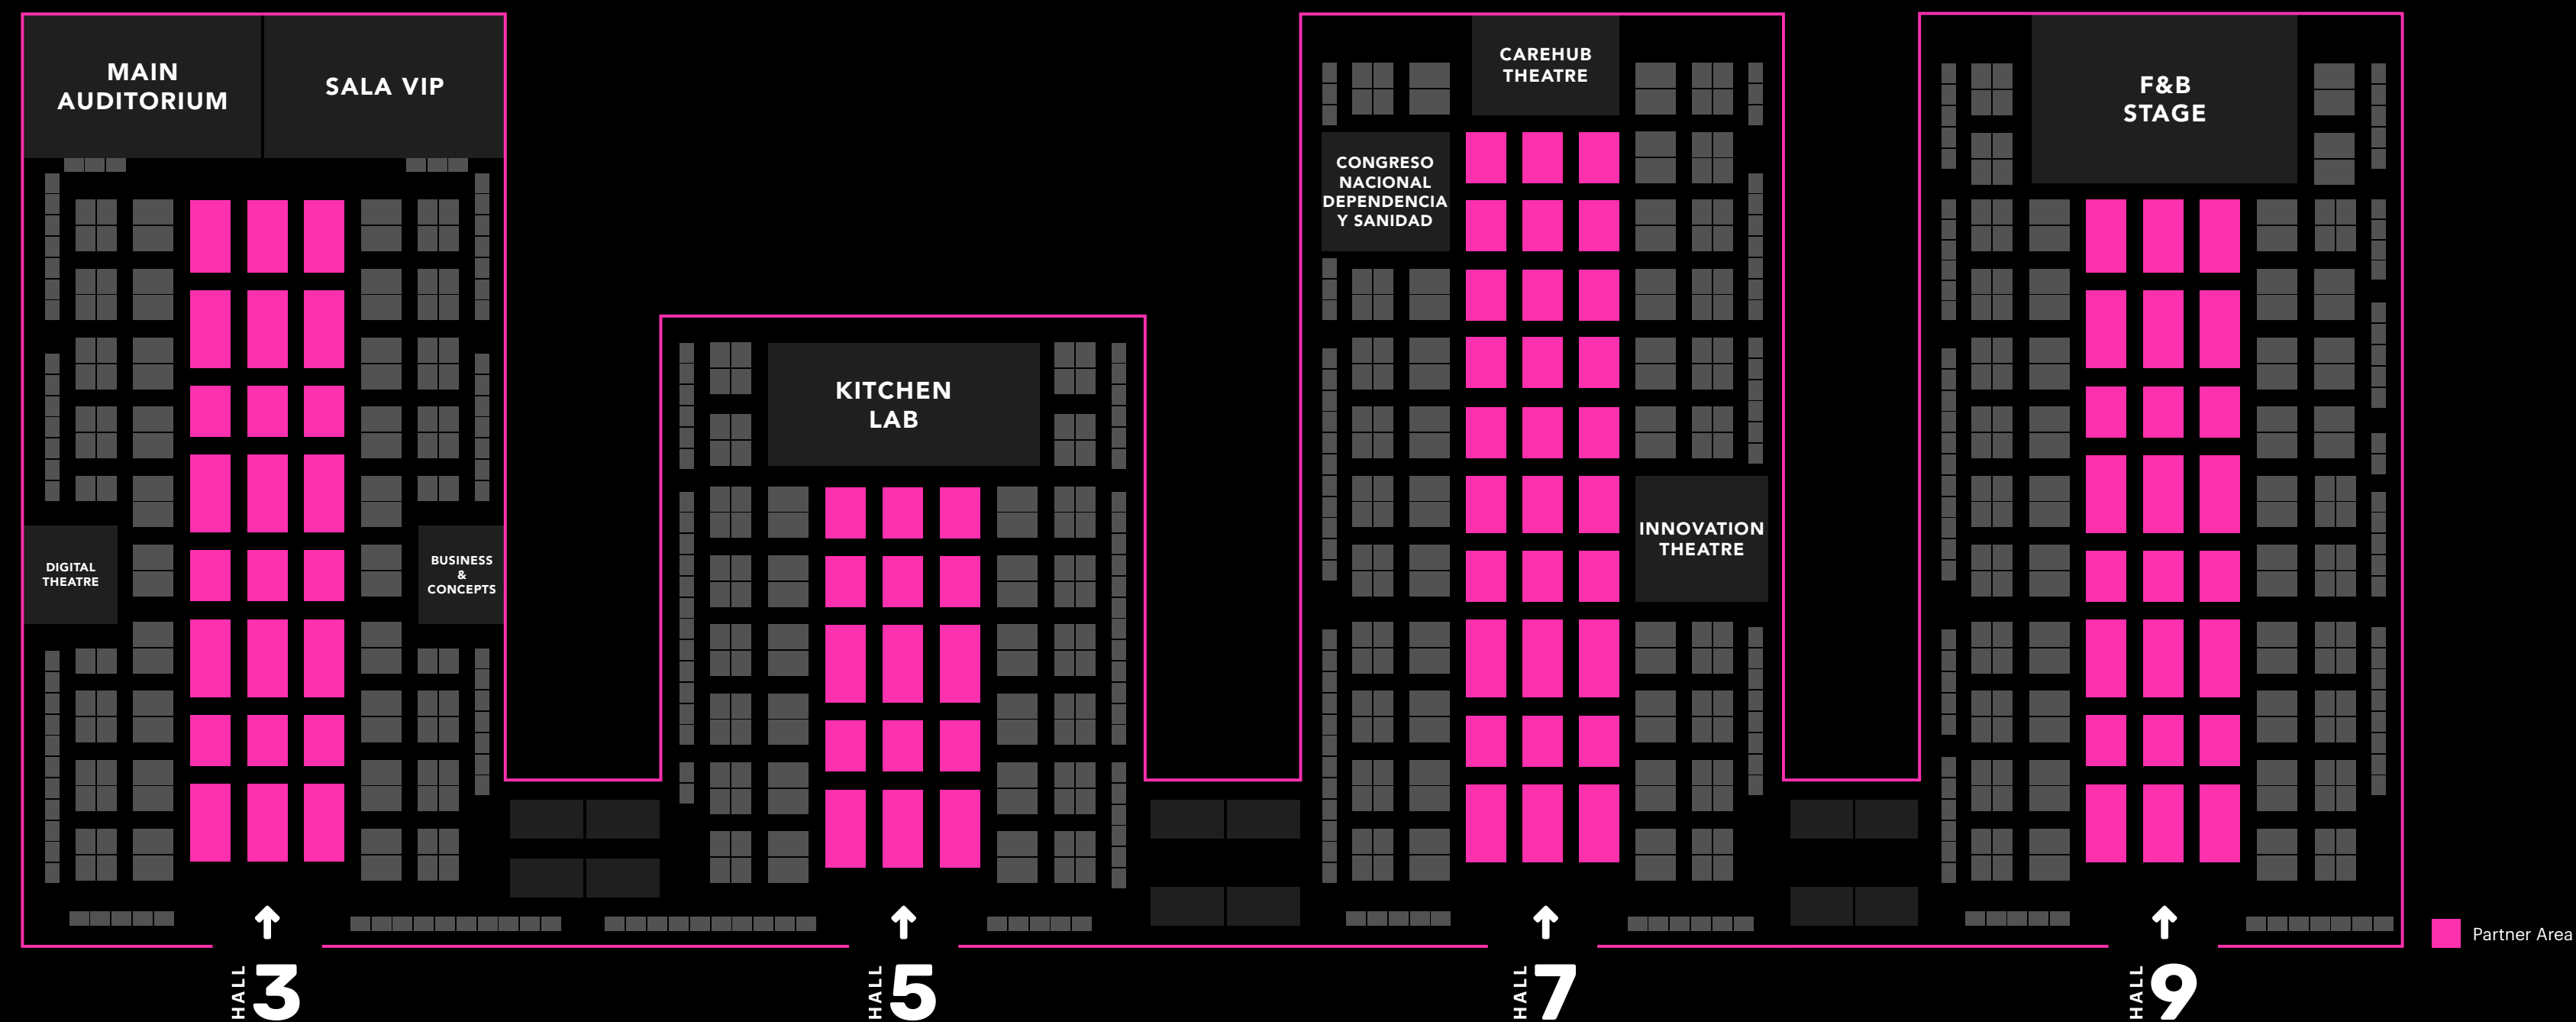 MAIN
AUDITORIUM
SALA VIP
DIGITAL
THEATRE
BUSINESS
&
CONCEPTS
KITCHEN
LAB
CAREHUB
THEATRE
CONGRESO
NACIONAL
DEPENDENCIA
Y SANIDAD
INNOVATION
THEATRE
F&B
STAGE
Partner Area
HALL 3
HALL 5
HALL 7
HALL 9